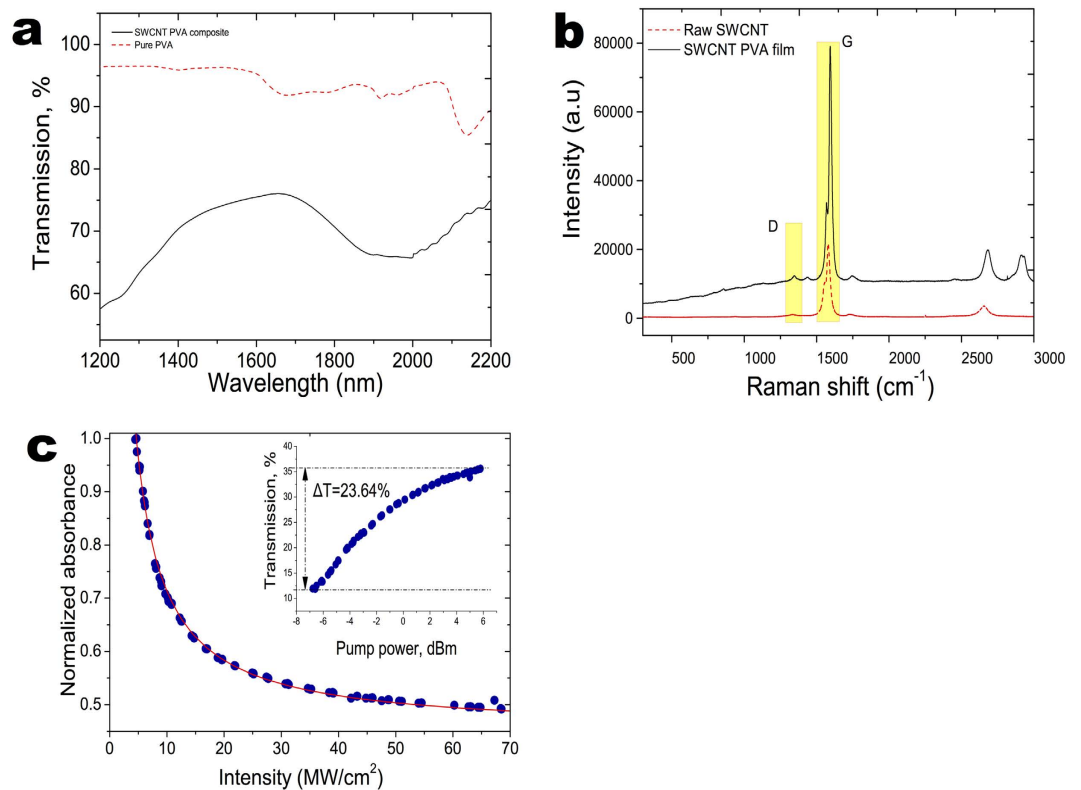 a
SWCNT PVA composite
Pure PVA
100
90
80
70
60
Transmission, %
1200 1400 1600 1800 2000 2200
Wavelength (nm)
b
Raw SWCNT
SWCNT PVA film
G
D
80000
60000
40000
20000
0
Intensity (a.u)
500 1000 1500 2000 2500 3000
Raman shift (cm⁻¹)
c
1.0
0.9
0.8
0.7
0.6
0.5
Normalized absorbance
0 10 20 30 40 50 60 70
Intensity (MW/cm²)
40
35
30
25
20
15
10
Transmission, %
ΔT=23.64%
-8 -6 -4 -2 0 2 4 6
Pump power, dBm